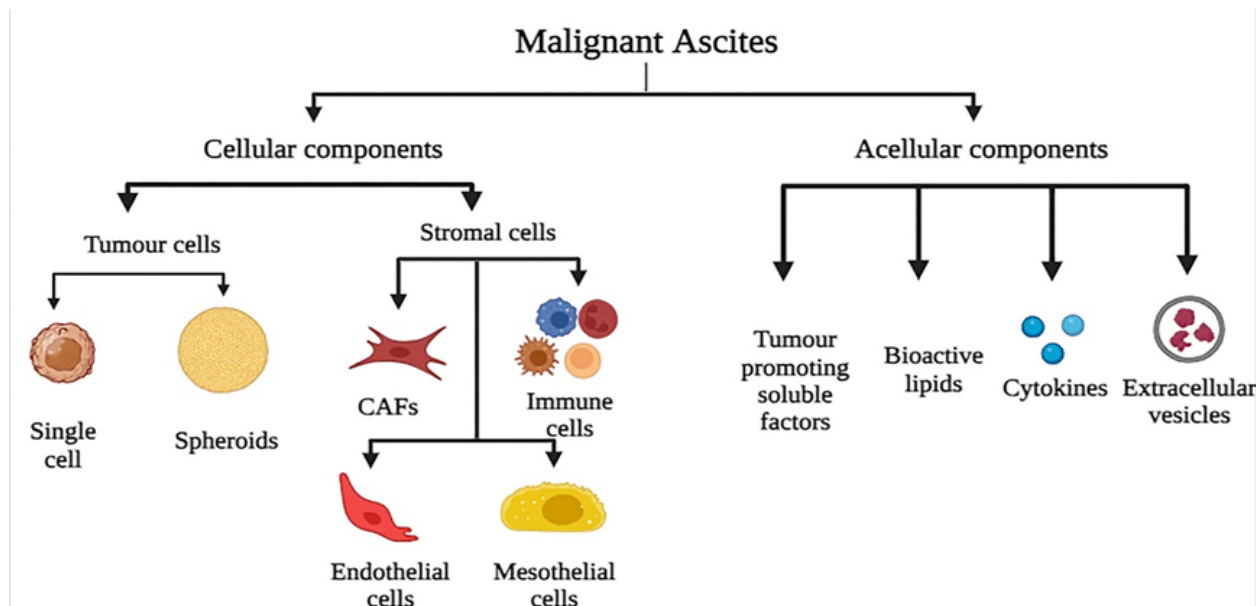 Malignant Ascites
Cellular components
Acellular components
Tumour cells
Stromal cells
Single
cell
Spheroids
CAFs
Immune
cells
Endothelial
cells
Mesothelial
cells
Tumour
promoting
soluble
factors
Bioactive
lipids
Cytokines
Extracellular
vesicles